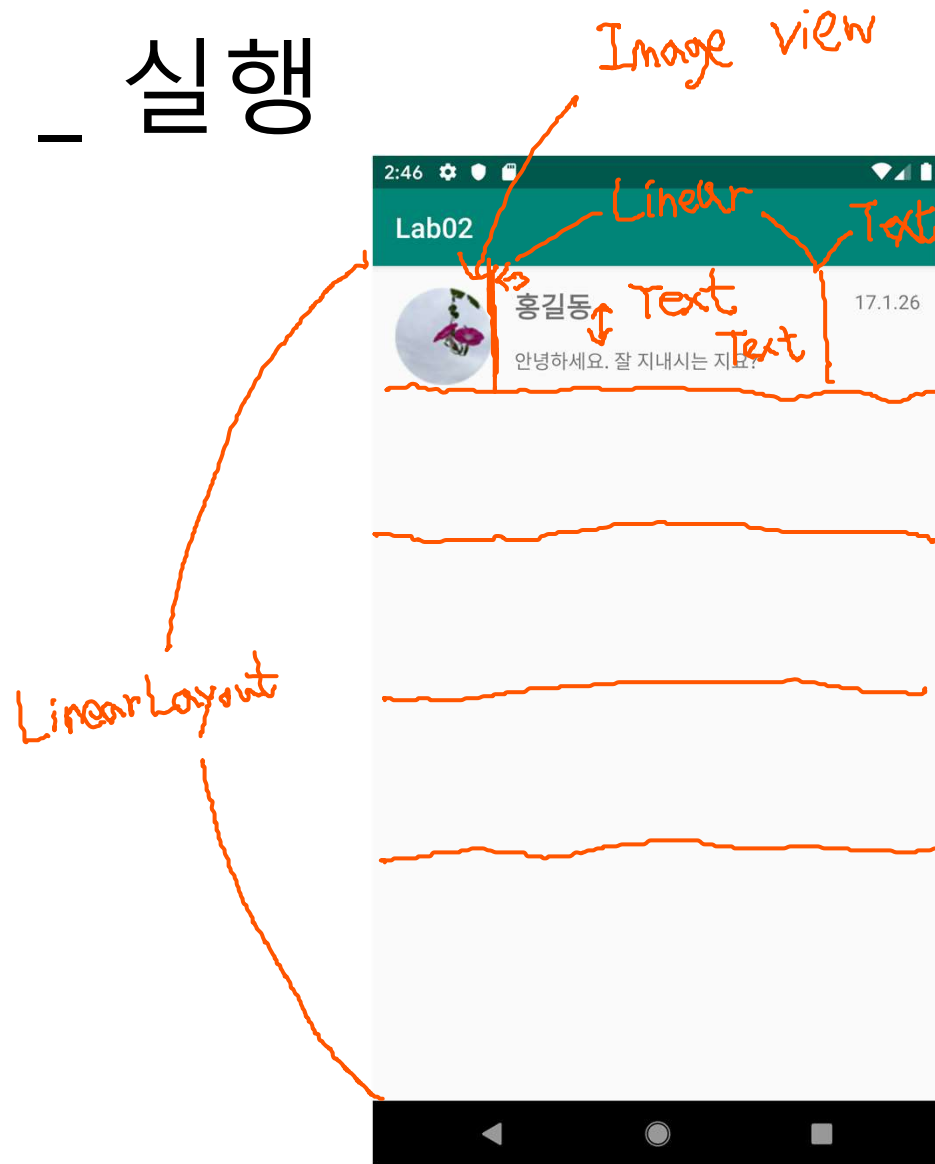 _ 실행
Image view
2:46
Linear
Text
Lab02
홍길동
Text
17.1.26
Text
안녕하세요. 잘 지내시는 지요?
LinearLayout